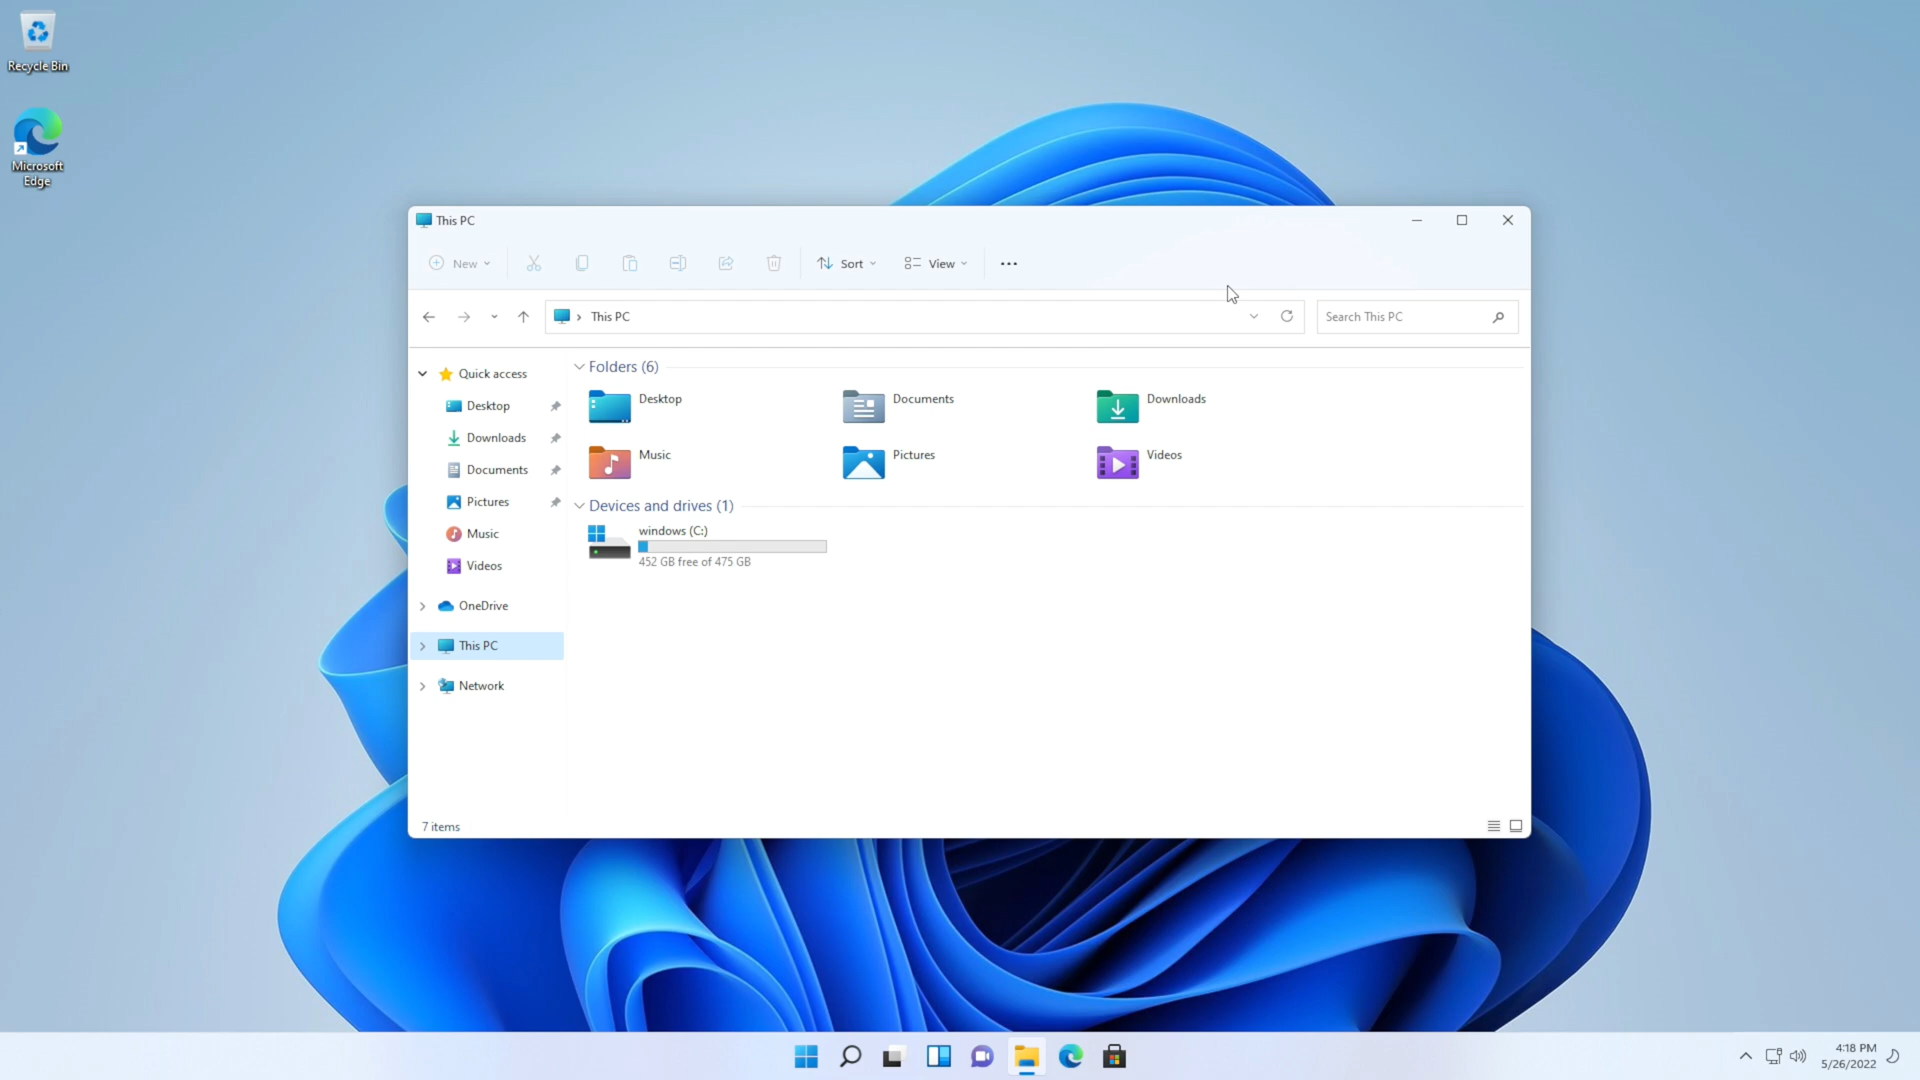 Recycle Bin
Microsoft
Edge
This PC
New
Sort
View
This PC
Search This PC
Quick access
Desktop
Downloads
Documents
Pictures
Music
Videos
OneDrive
This PC
Network
Folders (6)
Desktop
Documents
Downloads
Music
Pictures
Videos
Devices and drives (1)
windows (C:)
452 GB free of 475 GB
7 items
4:18 PM
5/26/2022